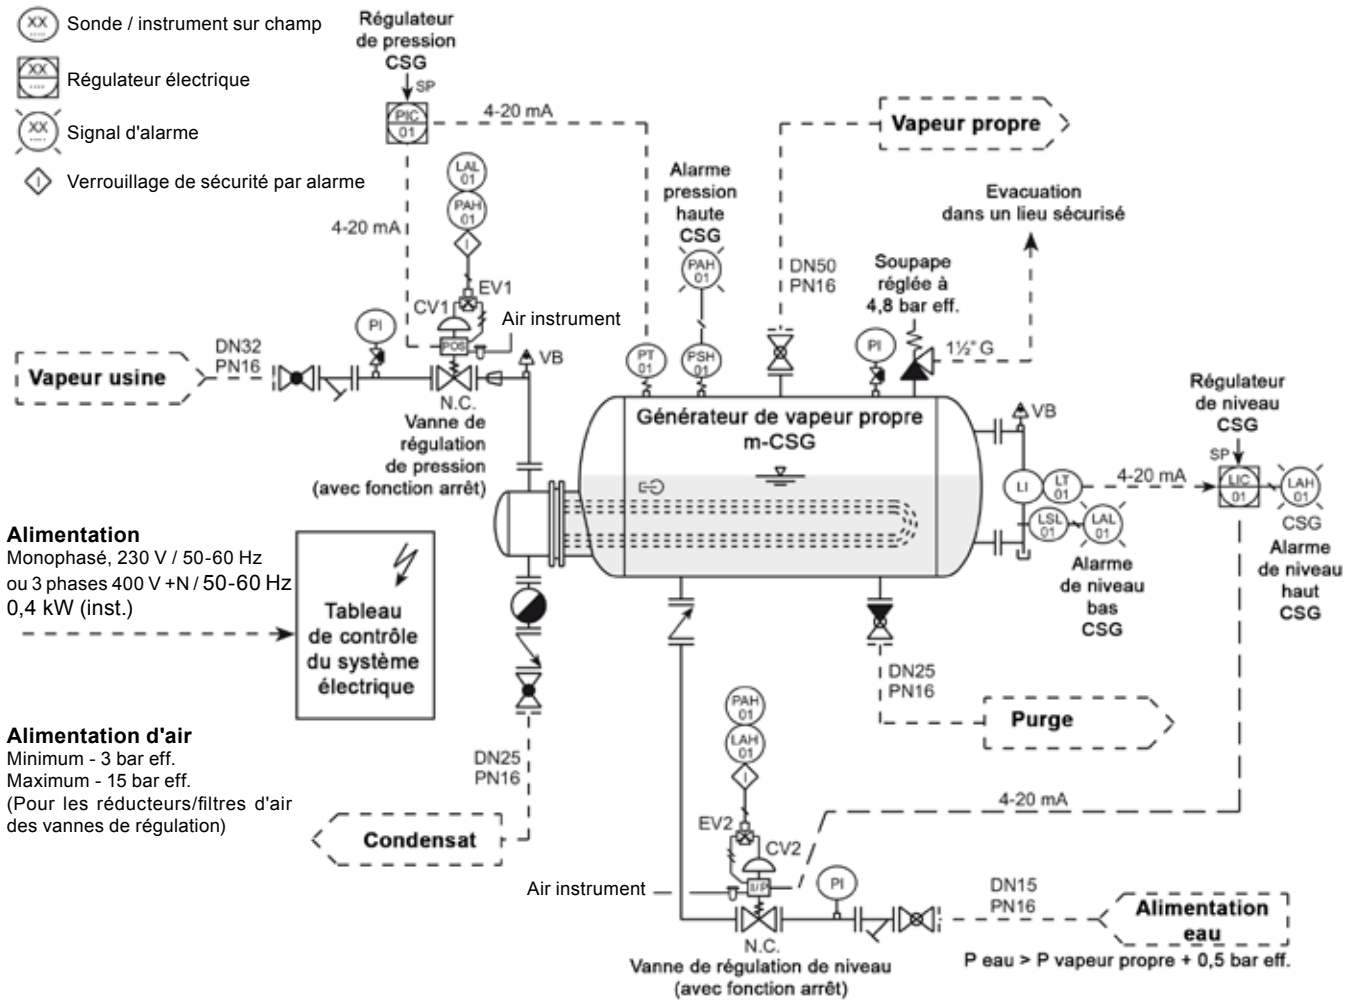 XX
....
Sonde / instrument sur champ
XX
....
Régulateur électrique
XX
.....
Signal d'alarme
I
Verrouillage de sécurité par alarme
Régulateur
de pression
CSG
SP
PIC
01
4-20 mA
4-20 mA
LAL
01
PAH
01
I
EV1
CV1
POS
Air instrument
PI
VB
DN32
PN16
Vapeur usine
N.C.
Vanne de
régulation
de pression
(avec fonction arrêt)
Alarme
pression
haute
CSG
PAH
01
PT
01
PSH
01
Vapeur propre
DN50
PN16
Evacuation
dans un lieu sécurisé
Soupape
réglée à
4,8 bar eff.
PI
1½" G
Générateur de vapeur propre
m-CSG
VB
LI
LT
01
4-20 mA
LSL
01
LAL
01
Alarme
de niveau
bas
CSG
Régulateur
de niveau
CSG
SP
LIC
01
LAH
01
CSG
Alarme
de niveau
haut
CSG
Alimentation
Monophasé, 230 V / 50-60 Hz
ou 3 phases 400 V +N / 50-60 Hz
0,4 kW (inst.)
Tableau
de contrôle
du système
électrique
Alimentation d'air
Minimum - 3 bar eff.
Maximum - 15 bar eff.
(Pour les réducteurs/filtres d'air
des vannes de régulation)
DN25
PN16
Condensat
DN25
PN16
Purge
PAH
01
LAH
01
I
EV2
CV2
I/P
Air instrument
4-20 mA
PI
N.C.
Vanne de régulation de niveau
(avec fonction arrêt)
DN15
PN16
Alimentation
eau
P eau > P vapeur propre + 0,5 bar eff.